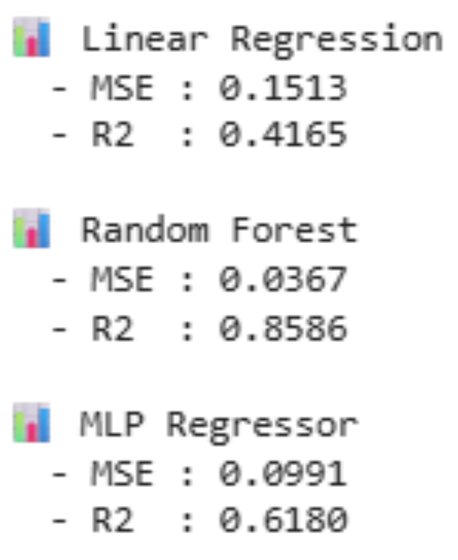 📊 Linear Regression
- MSE : 0.1513
- R2 : 0.4165
📊 Random Forest
- MSE : 0.0367
- R2 : 0.8586
📊 MLP Regressor
- MSE : 0.0991
- R2 : 0.6180